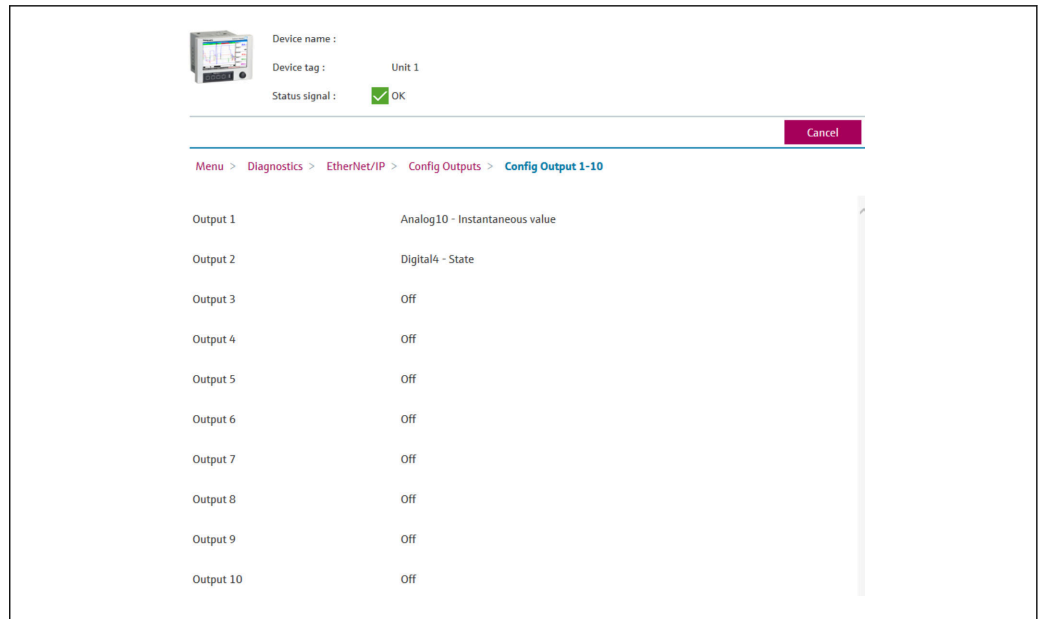 Device name :
Device tag : Unit 1
Status signal : OK
Cancel
Menu > Diagnostics > EtherNet/IP > Config Outputs > Config Output 1-10
Output 1 Analog10 - Instantaneous value
Output 2 Digital4 - State
Output 3 Off
Output 4 Off
Output 5 Off
Output 6 Off
Output 7 Off
Output 8 Off
Output 9 Off
Output 10 Off